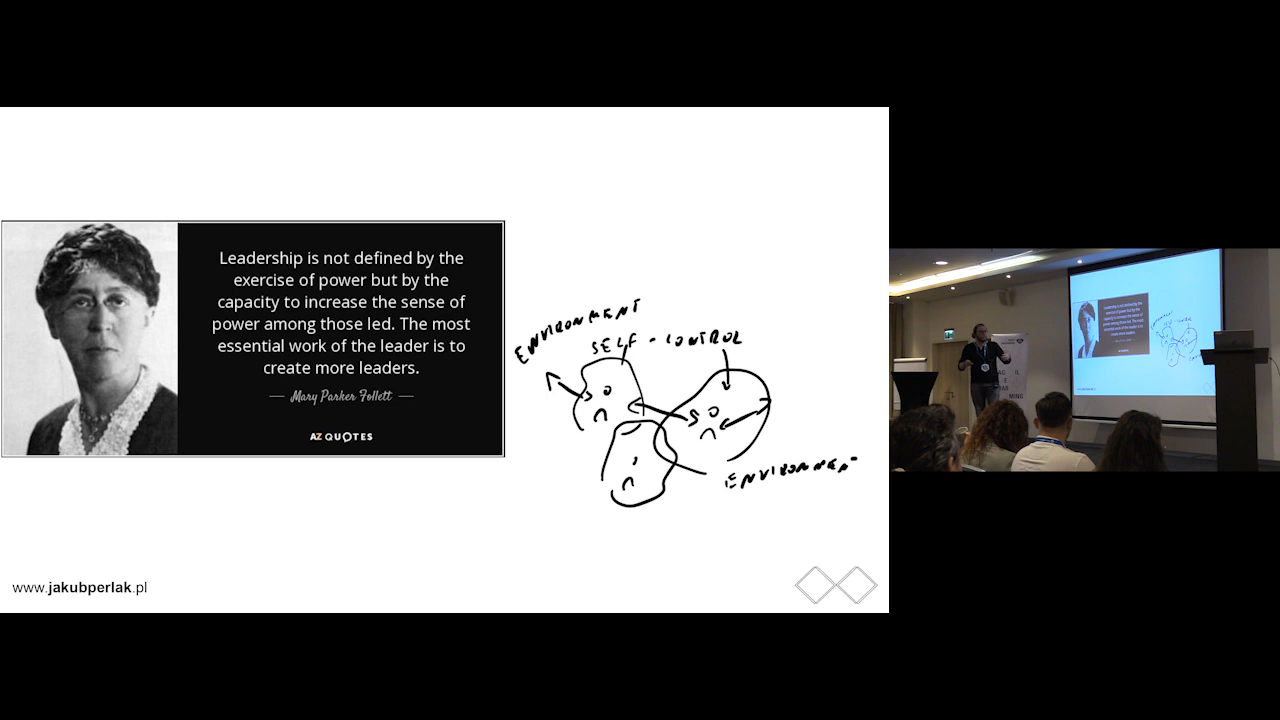 Leadership is not defined by the
exercise of power but by the
capacity to increase the sense of
power among those led. The most
essential work of the leader is to
create more leaders.
— Mary Parker Follett —
AZ QUOTES
ENVIRONMENT
SELF - CONTROL
ENVIRONMENT
www.jakubperlak.pl